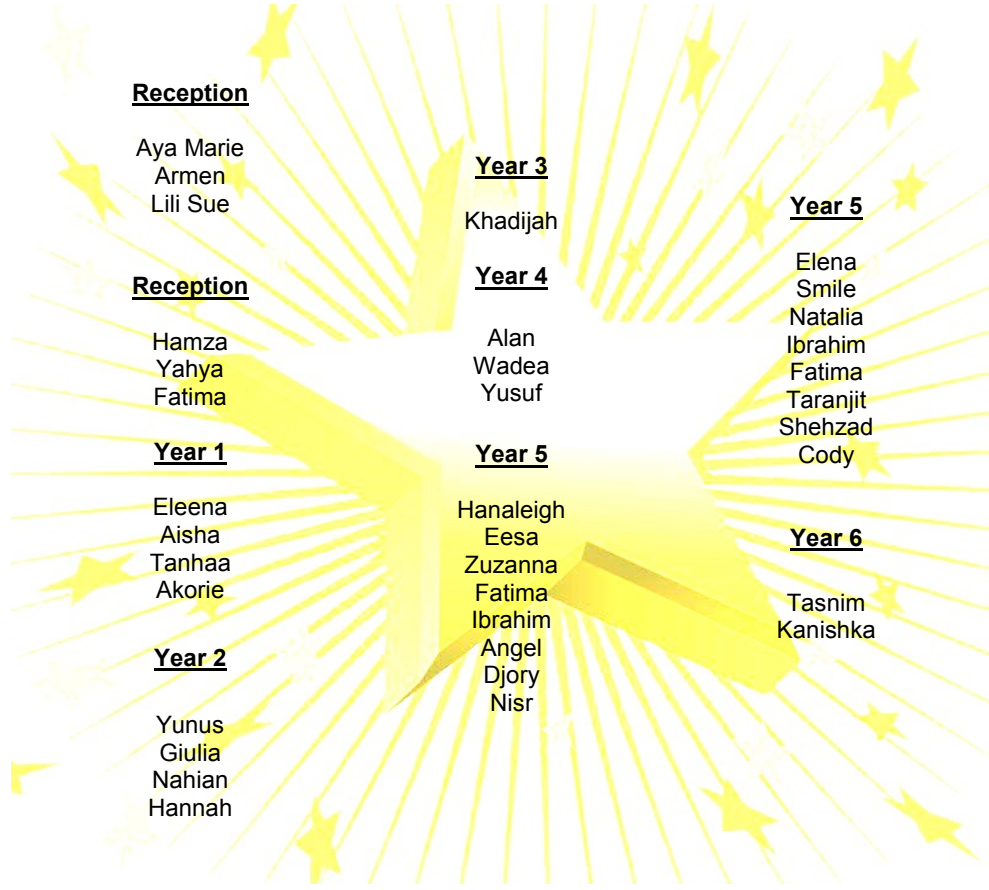 Reception
Aya Marie
Armen
Lili Sue
Reception
Hamza
Yahya
Fatima
Year 1
Eleena
Aisha
Tanhaa
Akorie
Year 2
Yunus
Giulia
Nahian
Hannah
Year 3
Khadijah
Year 4
Alan
Wadea
Yusuf
Year 5
Hanaleigh
Eesa
Zuzanna
Fatima
Ibrahim
Angel
Djory
Nisr
Year 5
Elena
Smile
Natalia
Ibrahim
Fatima
Taranjit
Shehzad
Cody
Year 6
Tasnim
Kanishka